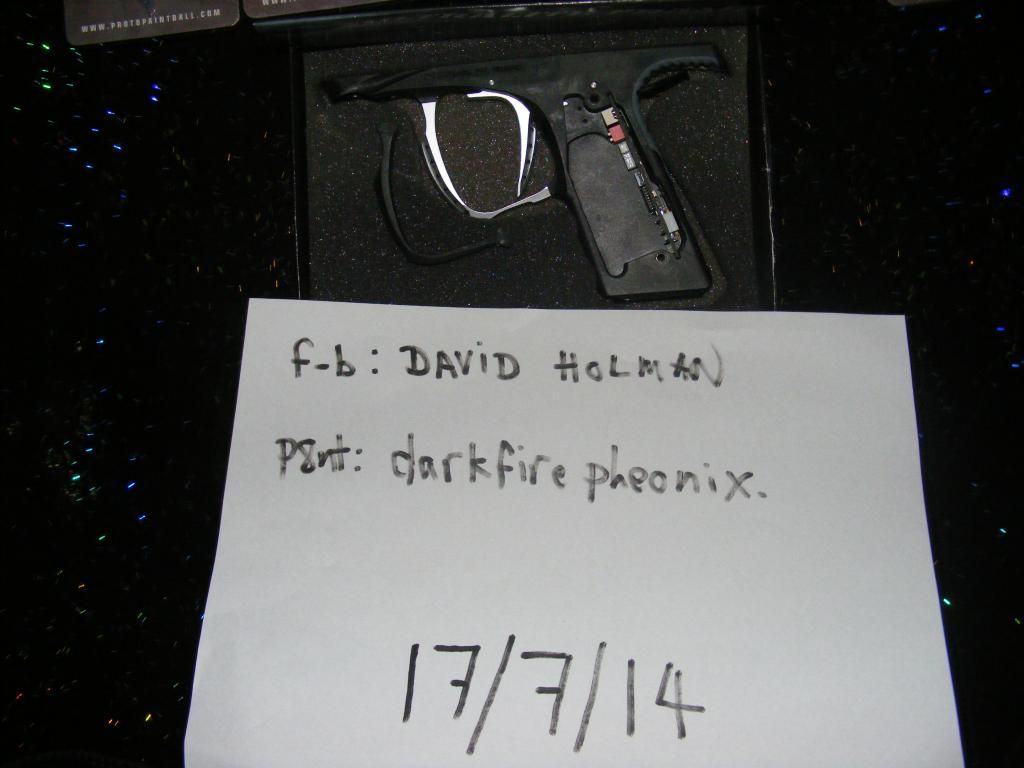 WWW.PROTOPAINTBALL.COM
f-b: DAViD HOLMAN
P8nt: darkfire pheonix.
17/7/14